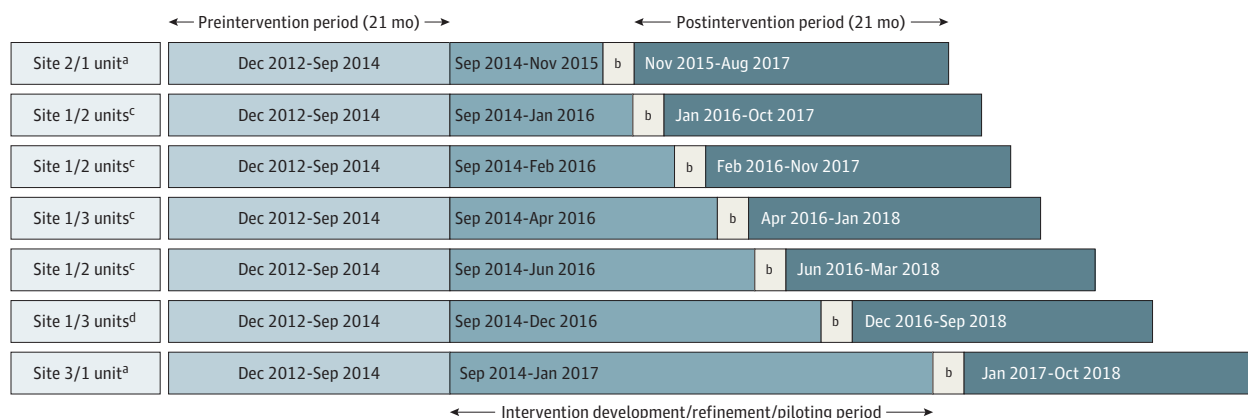 Preintervention period (21 mo) Postintervention period (21 mo)
Site 2/1 unitᵃ Dec 2012-Sep 2014 Sep 2014-Nov 2015 b Nov 2015-Aug 2017
Site 1/2 unitsᶜ Dec 2012-Sep 2014 Sep 2014-Jan 2016 b Jan 2016-Oct 2017
Site 1/2 unitsᶜ Dec 2012-Sep 2014 Sep 2014-Feb 2016 b Feb 2016-Nov 2017
Site 1/3 unitsᶜ Dec 2012-Sep 2014 Sep 2014-Apr 2016 b Apr 2016-Jan 2018
Site 1/2 unitsᶜ Dec 2012-Sep 2014 Sep 2014-Jun 2016 b Jun 2016-Mar 2018
Site 1/3 unitsᵈ Dec 2012-Sep 2014 Sep 2014-Dec 2016 b Dec 2016-Sep 2018
Site 3/1 unitᵃ Dec 2012-Sep 2014 Sep 2014-Jan 2017 b Jan 2017-Oct 2018
Intervention development/refinement/piloting period